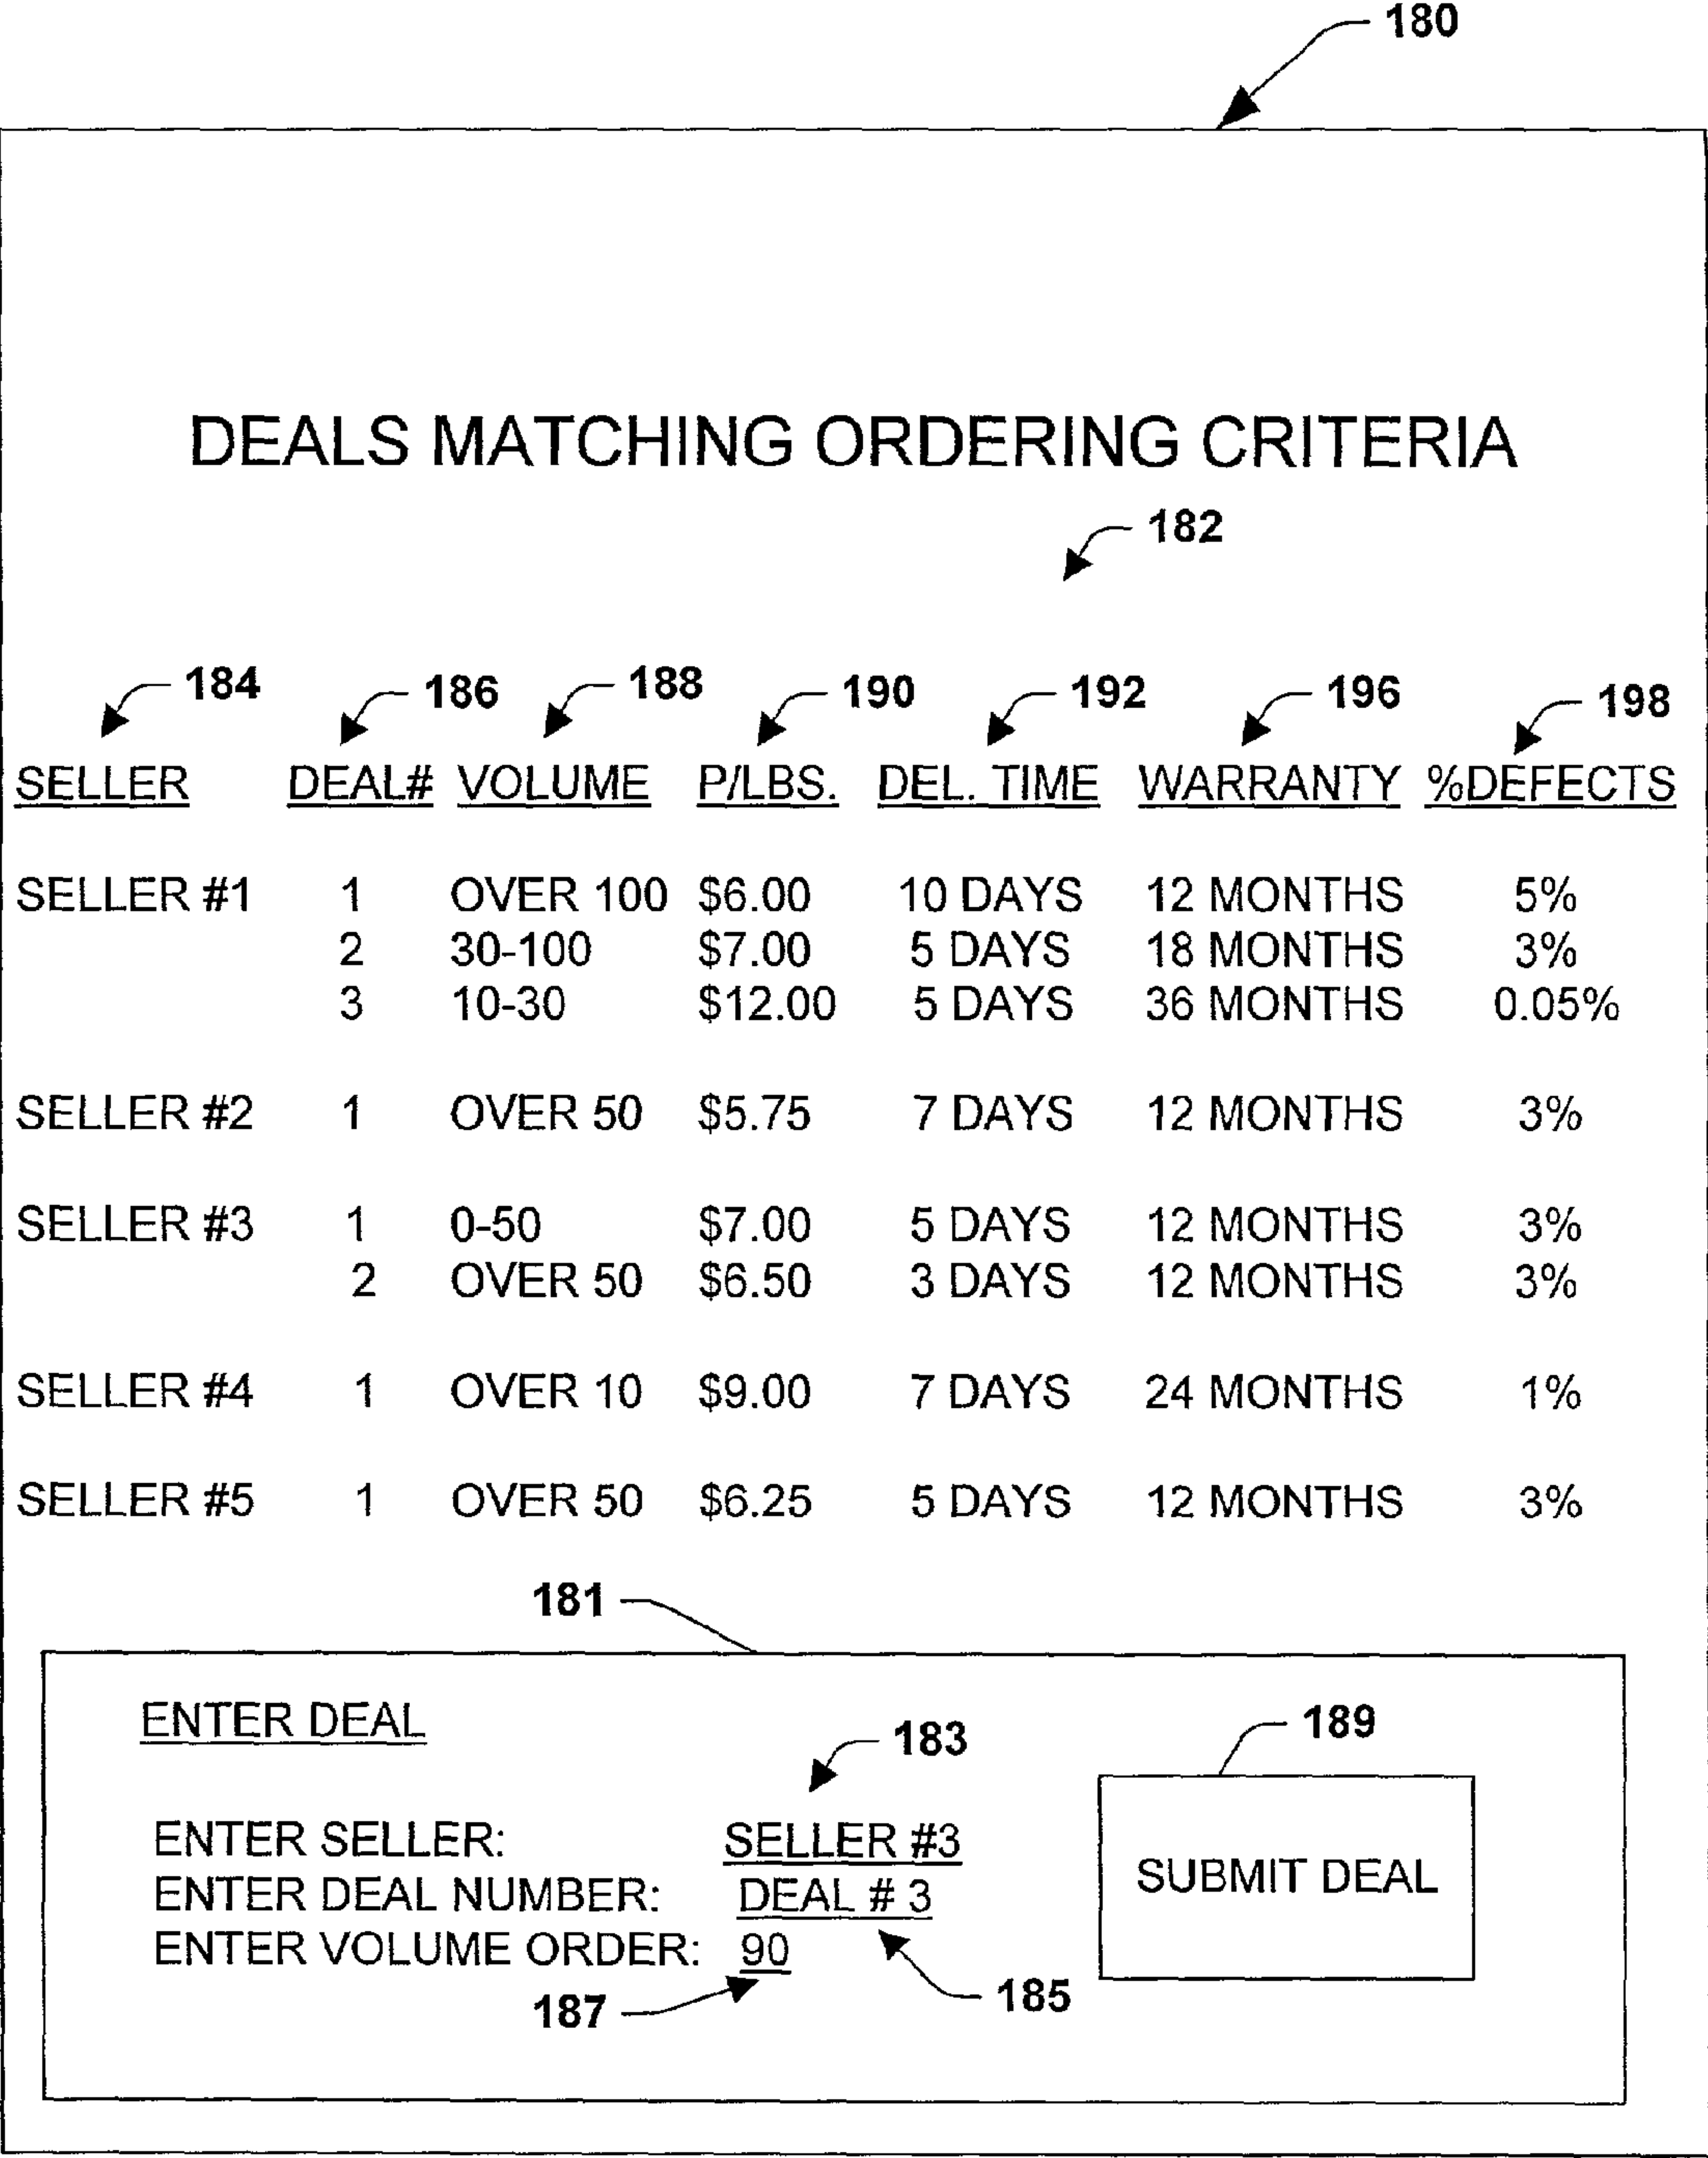 180
DEALS MATCHING ORDERING CRITERIA
182
184 186 188 190 192 196 198
SELLER DEAL# VOLUME P/LBS. DEL. TIME WARRANTY %DEFECTS
SELLER #1 1 OVER 100 $6.00 10 DAYS 12 MONTHS 5%
2 30-100 $7.00 5 DAYS 18 MONTHS 3%
3 10-30 $12.00 5 DAYS 36 MONTHS 0.05%
SELLER #2 1 OVER 50 $5.75 7 DAYS 12 MONTHS 3%
SELLER #3 1 0-50 $7.00 5 DAYS 12 MONTHS 3%
2 OVER 50 $6.50 3 DAYS 12 MONTHS 3%
SELLER #4 1 OVER 10 $9.00 7 DAYS 24 MONTHS 1%
SELLER #5 1 OVER 50 $6.25 5 DAYS 12 MONTHS 3%
181
ENTER DEAL
183
189
ENTER SELLER: SELLER #3
ENTER DEAL NUMBER: DEAL # 3
ENTER VOLUME ORDER: 90
SUBMIT DEAL
187
185